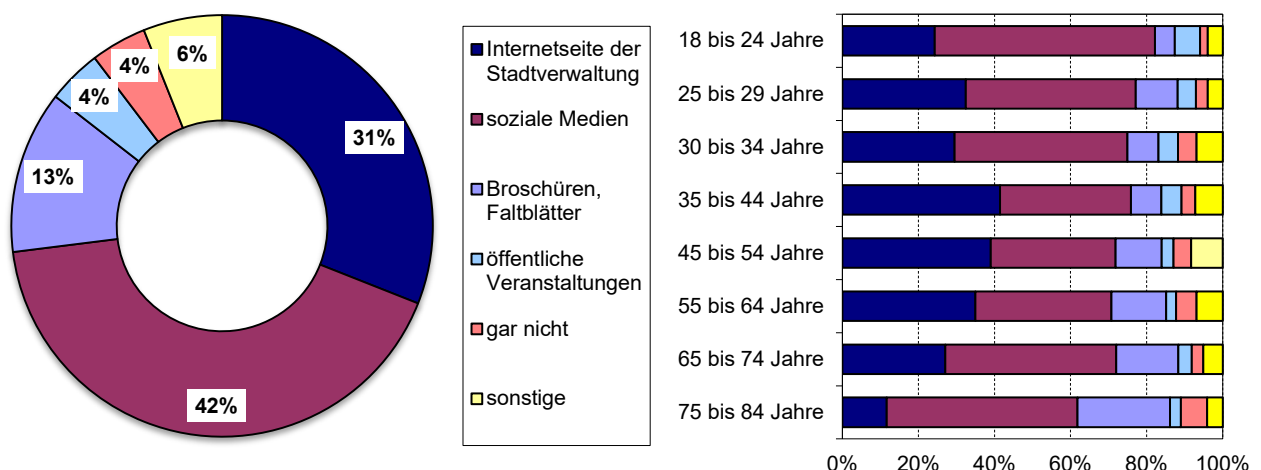 6%
4%
4%
31%
13%
42%
Internetseite der
Stadtverwaltung
soziale Medien
Broschüren,
Faltblätter
öffentliche
Veranstaltungen
gar nicht
sonstige
18 bis 24 Jahre
25 bis 29 Jahre
30 bis 34 Jahre
35 bis 44 Jahre
45 bis 54 Jahre
55 bis 64 Jahre
65 bis 74 Jahre
75 bis 84 Jahre
0% 20% 40% 60% 80% 100%